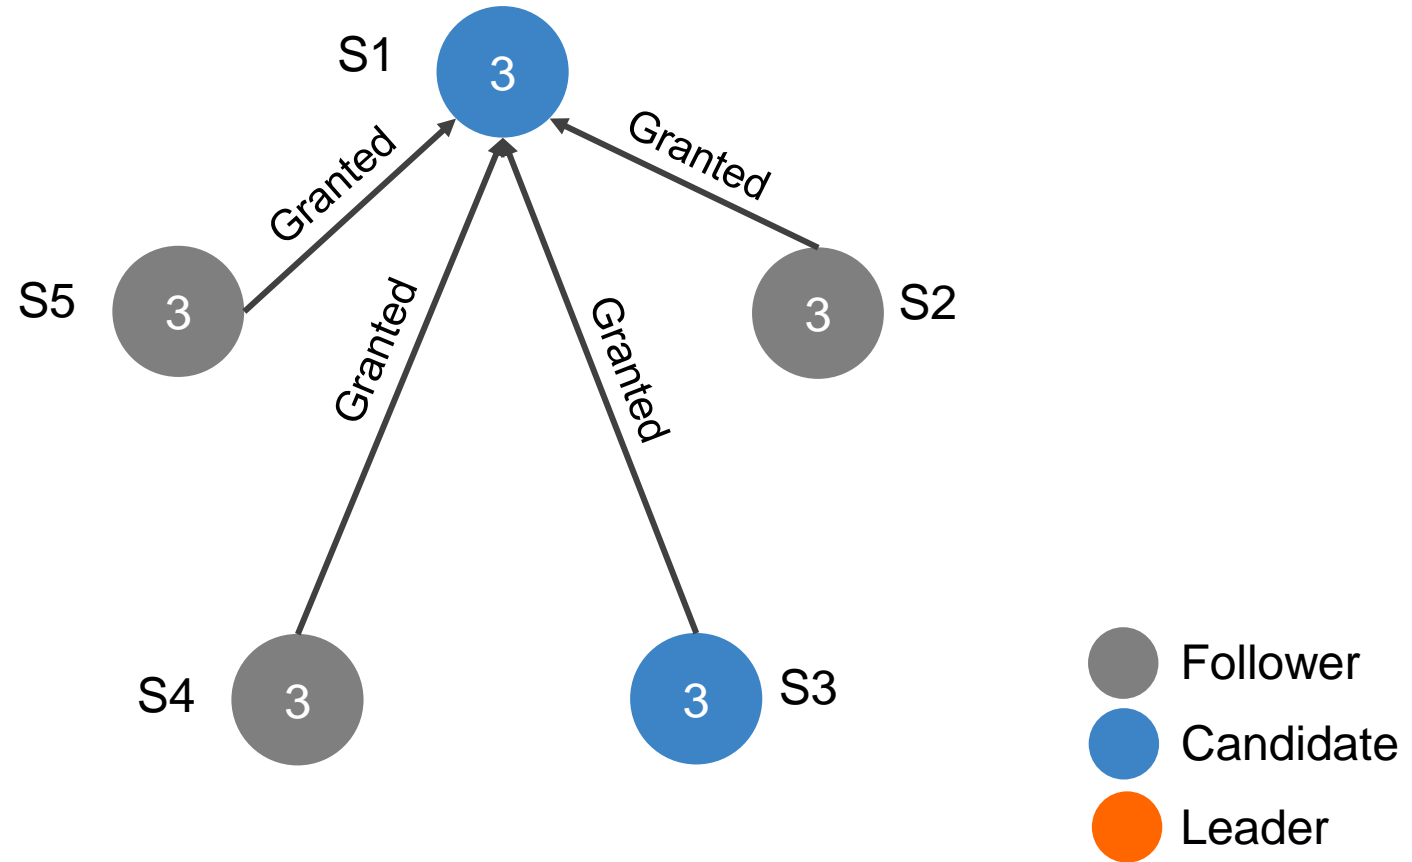 S1
3
Granted
Granted
S5
3
Granted
Granted
3
S2
S4
3
3
S3
Follower
Candidate
Leader